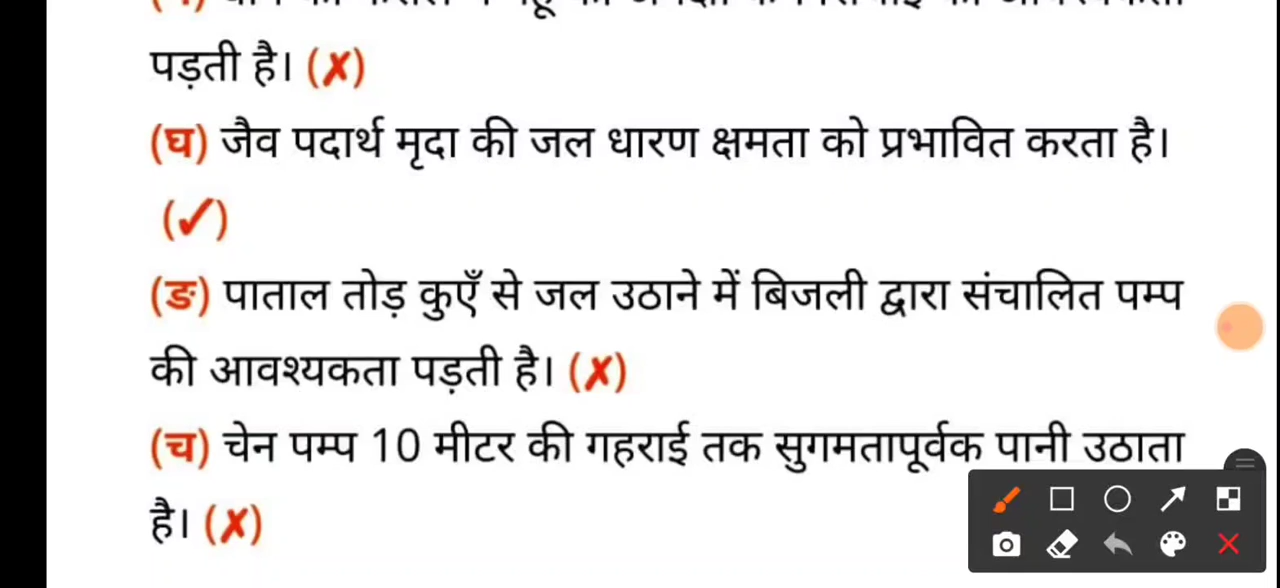 पड़ती है। (✗)
(घ) जैव पदार्थ मृदा की जल धारण क्षमता को प्रभावित करता है।
(✓)
(ङ) पाताल तोड़ कुएँ से जल उठाने में बिजली द्वारा संचालित पम्प
की आवश्यकता पड़ती है। (✗)
(च) चेन पम्प 10 मीटर की गहराई तक सुगमतापूर्वक पानी उठाता
है। (✗)